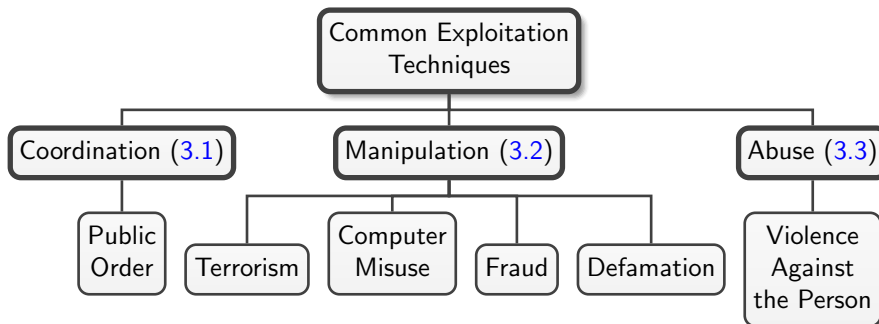 Common Exploitation
Techniques
Coordination (3.1)
Manipulation (3.2)
Abuse (3.3)
Public
Order
Terrorism
Computer
Misuse
Fraud
Defamation
Violence
Against
the Person